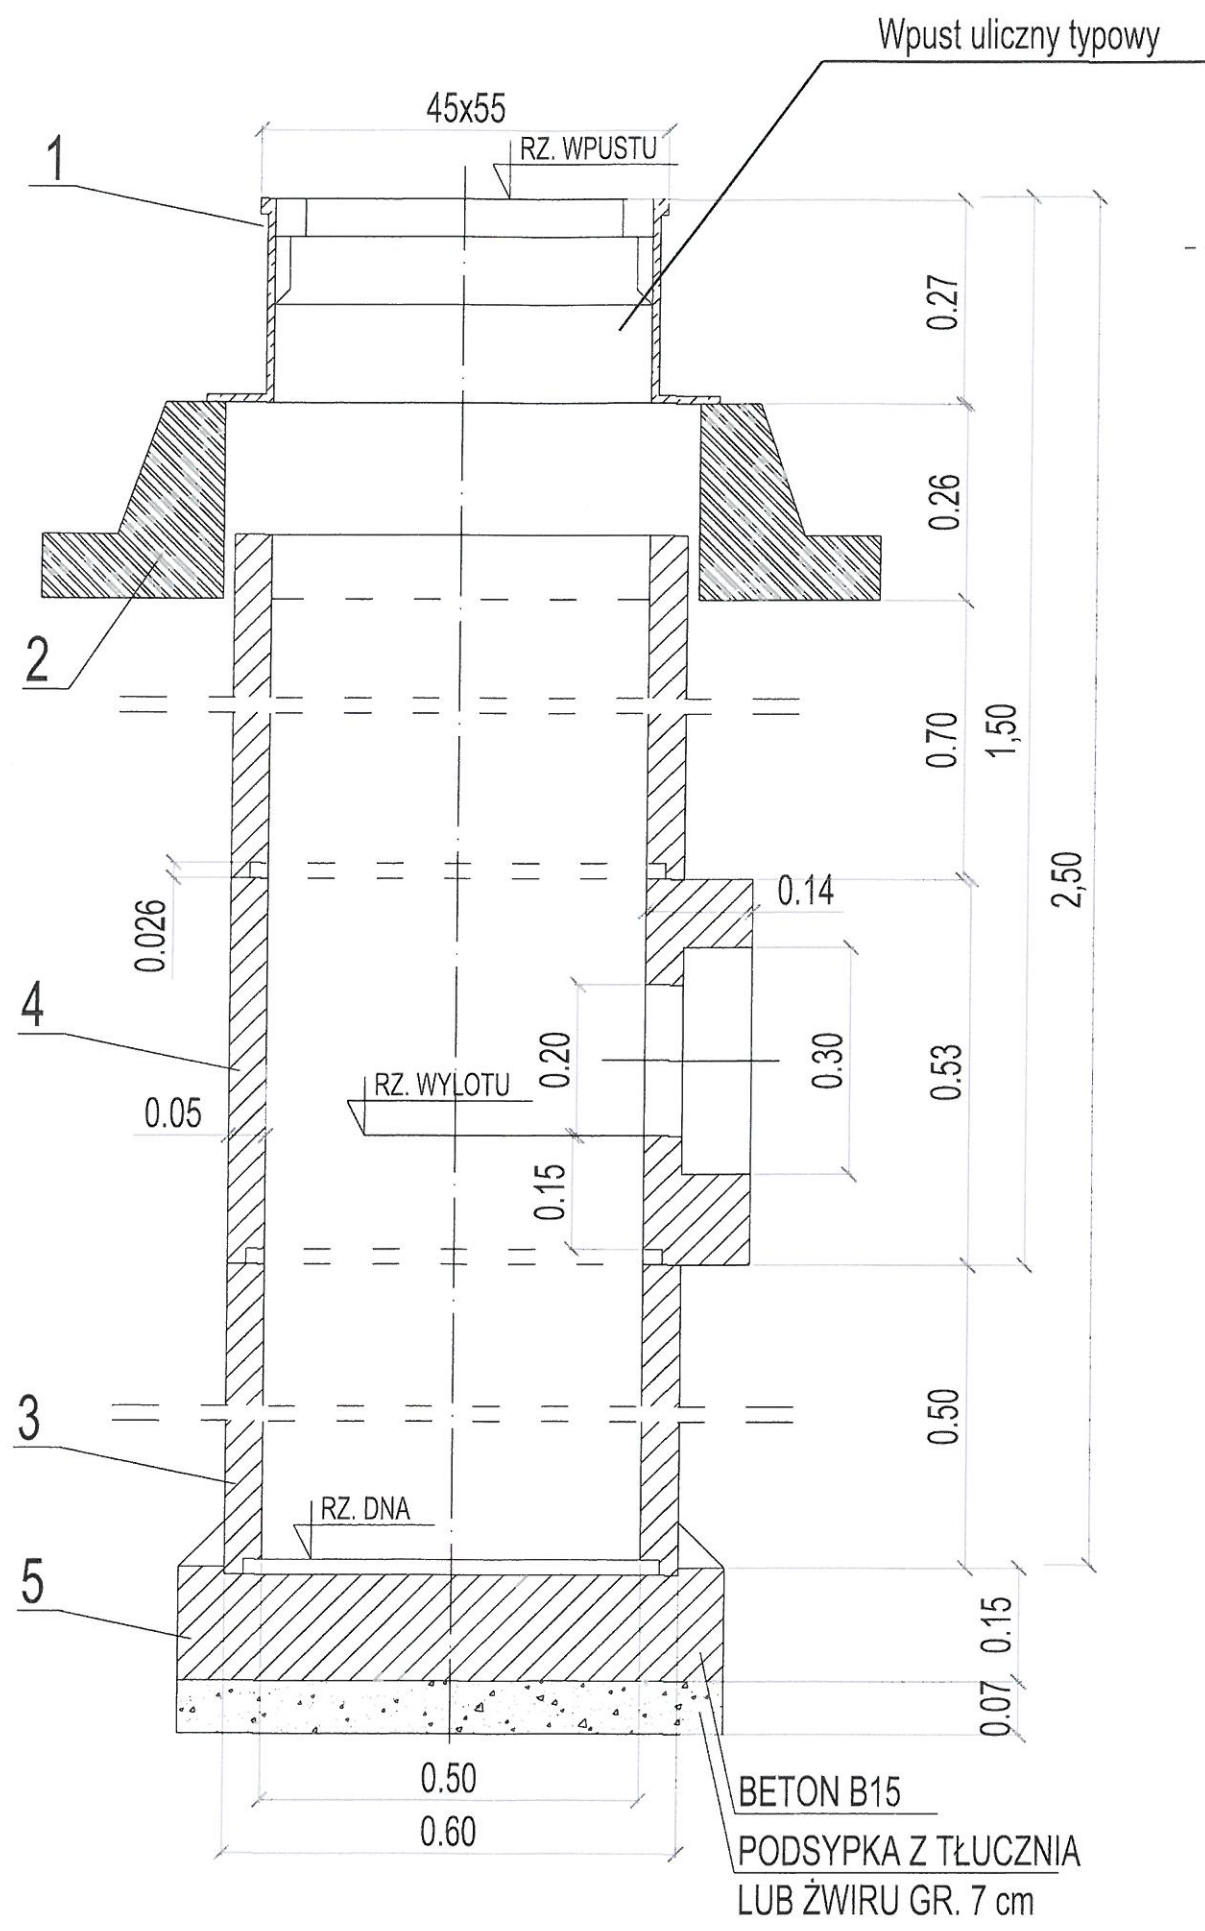 Wpust uliczny typowy
45x55
RZ. WPUSTU
1
0.27
0.26
2
0.70
1,50
2,50
0.026
0.14
4
0.20
0.30
0.53
RZ. WYLOTU
0.05
0.15
0.50
3
RZ. DNA
5
0.15
0.07
0.50
0.60
BETON B15
PODSYPKA Z TŁUCZNIA
LUB ŻWIRU GR. 7 cm